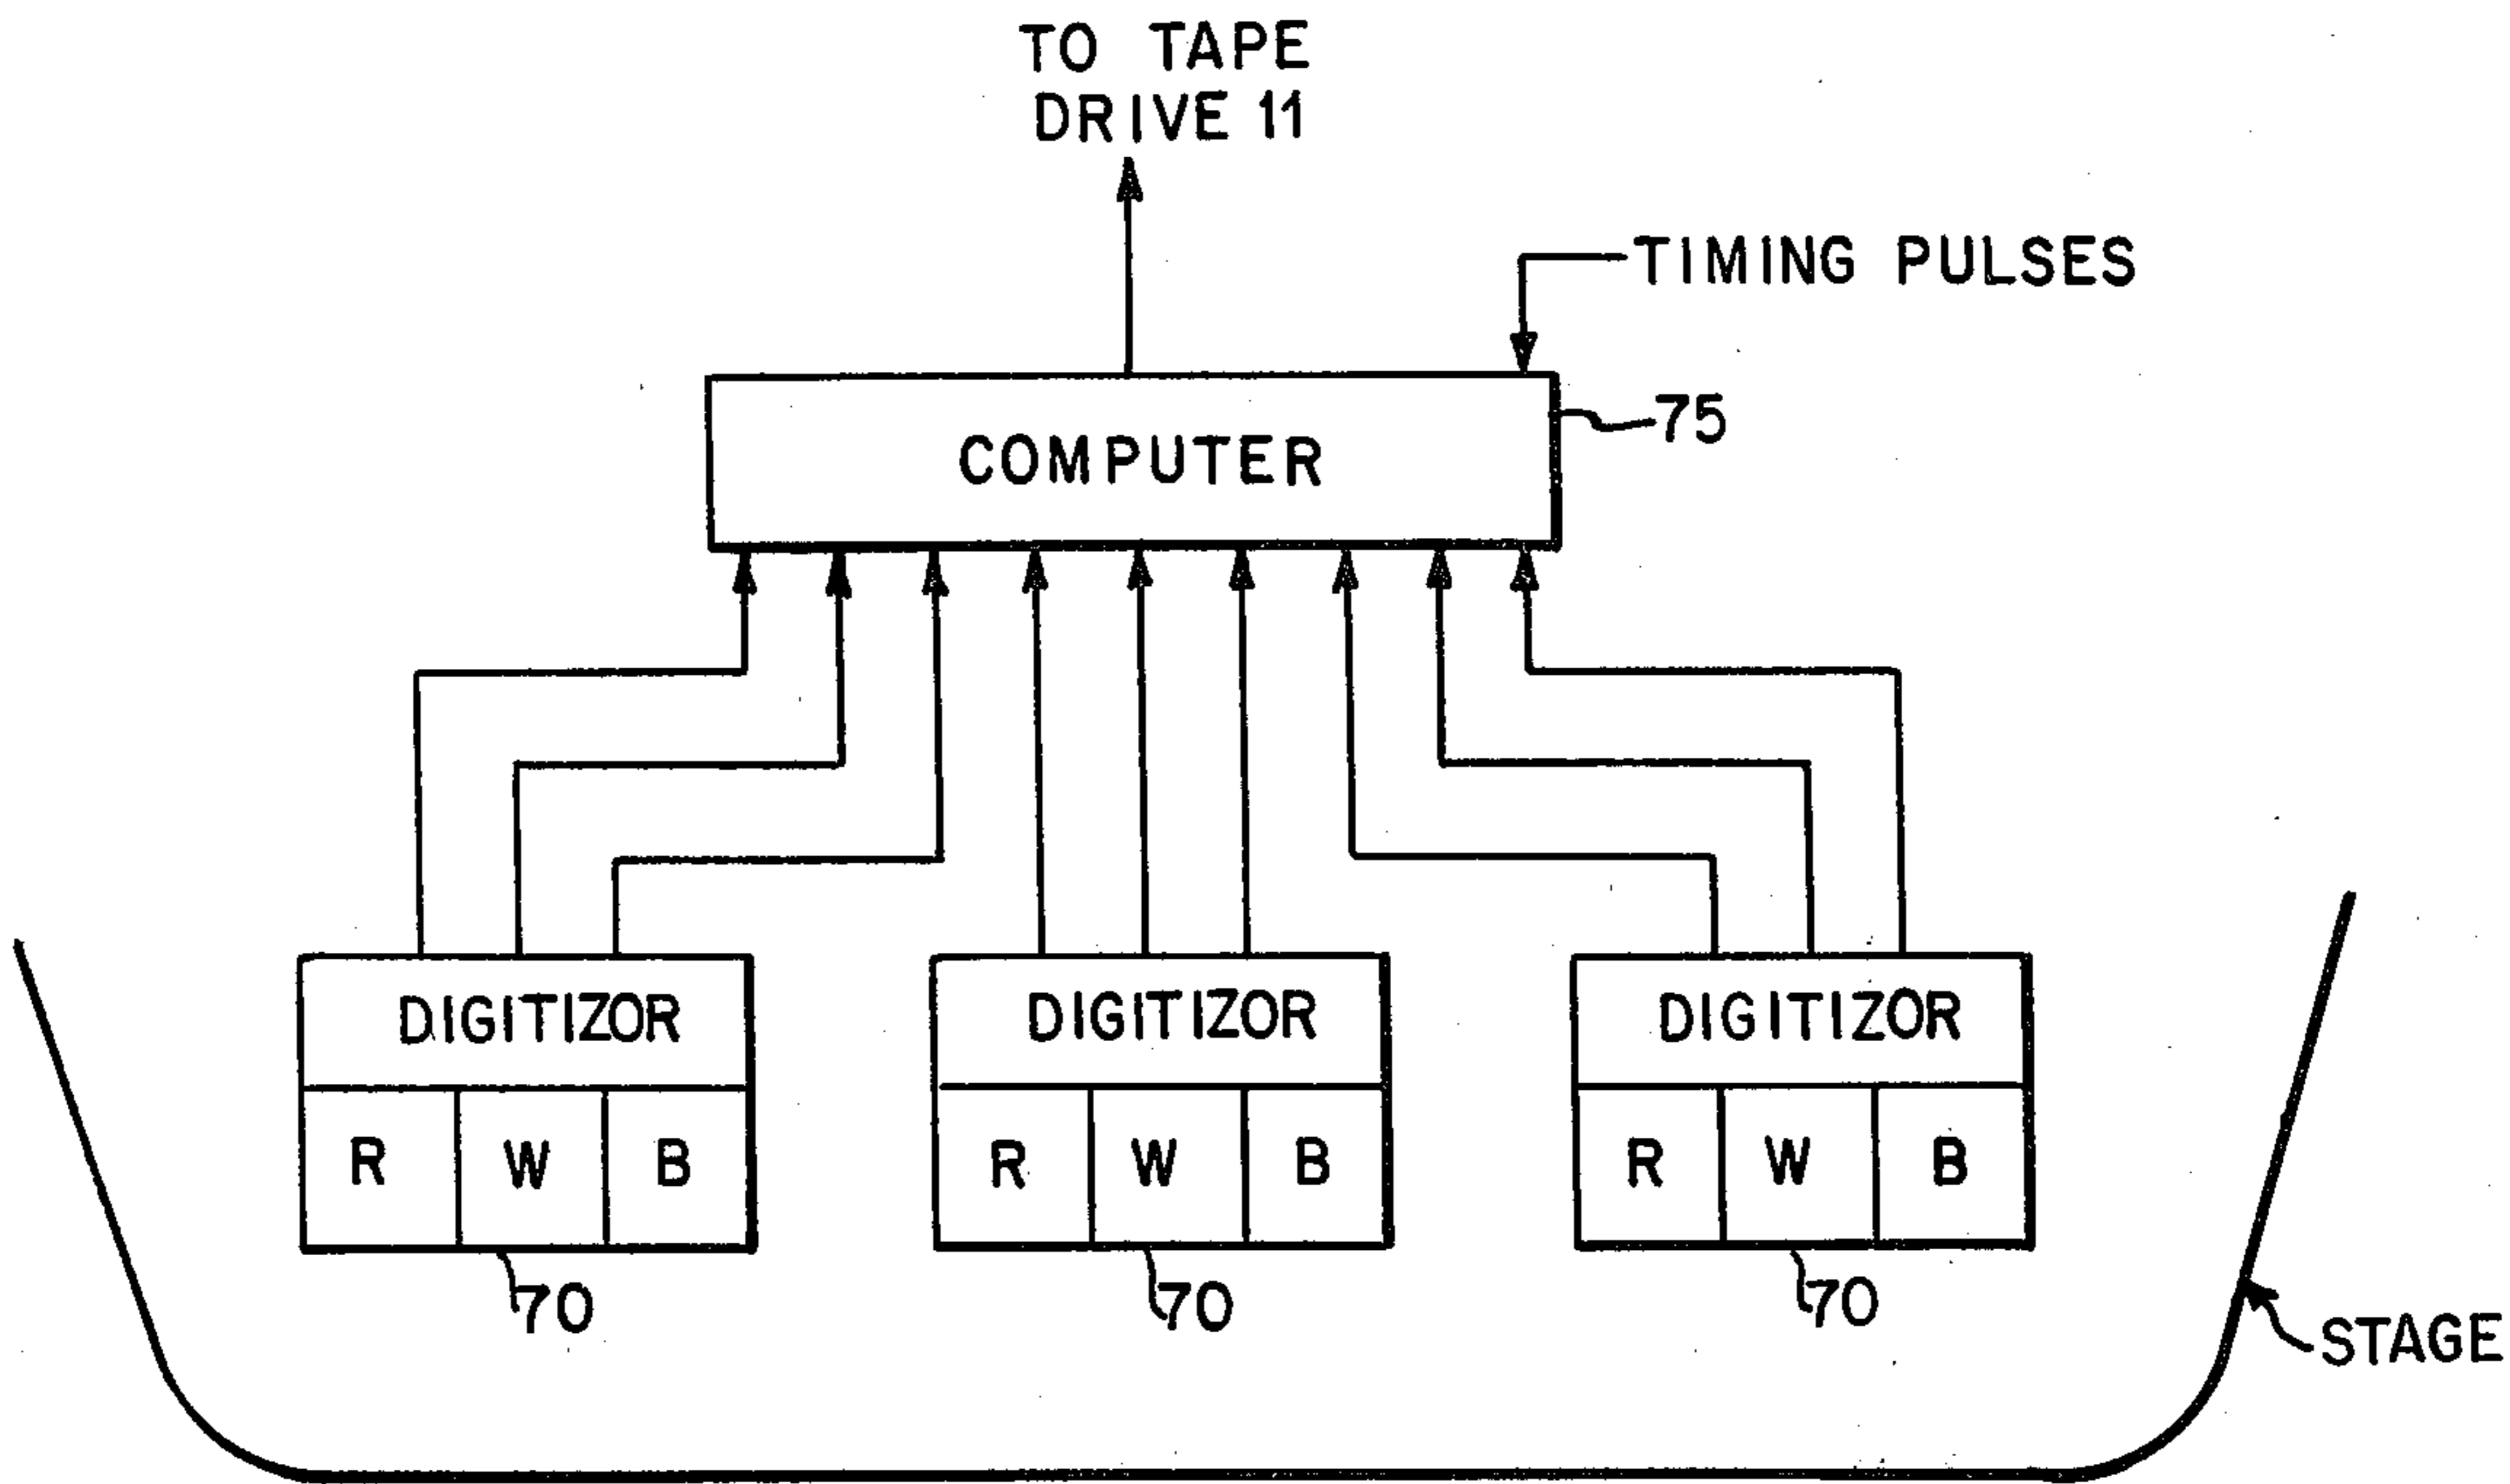 TO TAPE
DRIVE 11
TIMING PULSES
75
COMPUTER
DIGITIZOR
DIGITIZOR
DIGITIZOR
R W B
R W B
R W B
70
70
70
STAGE